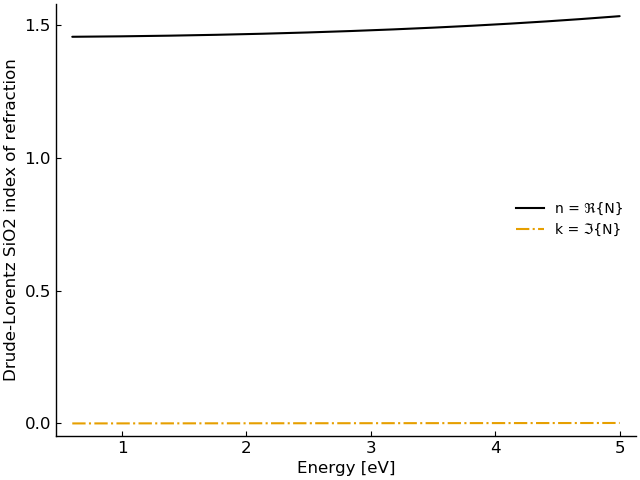 Drude-Lorentz SiO2 index of refraction
1.5
1.0
0.5
0.0
n = ℜ{N}
k = ℑ{N}
1 2 3 4 5
Energy [eV]